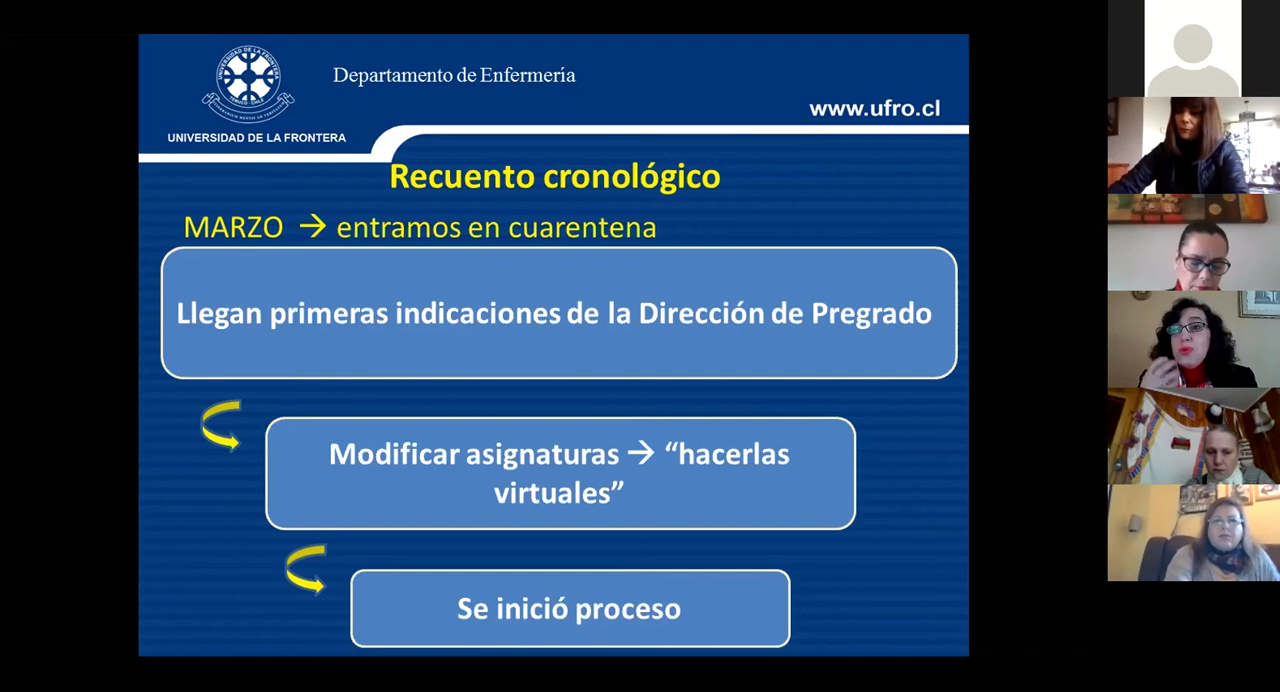 Departamento de Enfermería
www.ufro.cl
UNIVERSIDAD DE LA FRONTERA
Recuento cronológico
MARZO → entramos en cuarentena
Llegan primeras indicaciones de la Dirección de Pregrado
Modificar asignaturas → “hacerlas
virtuales”
Se inició proceso